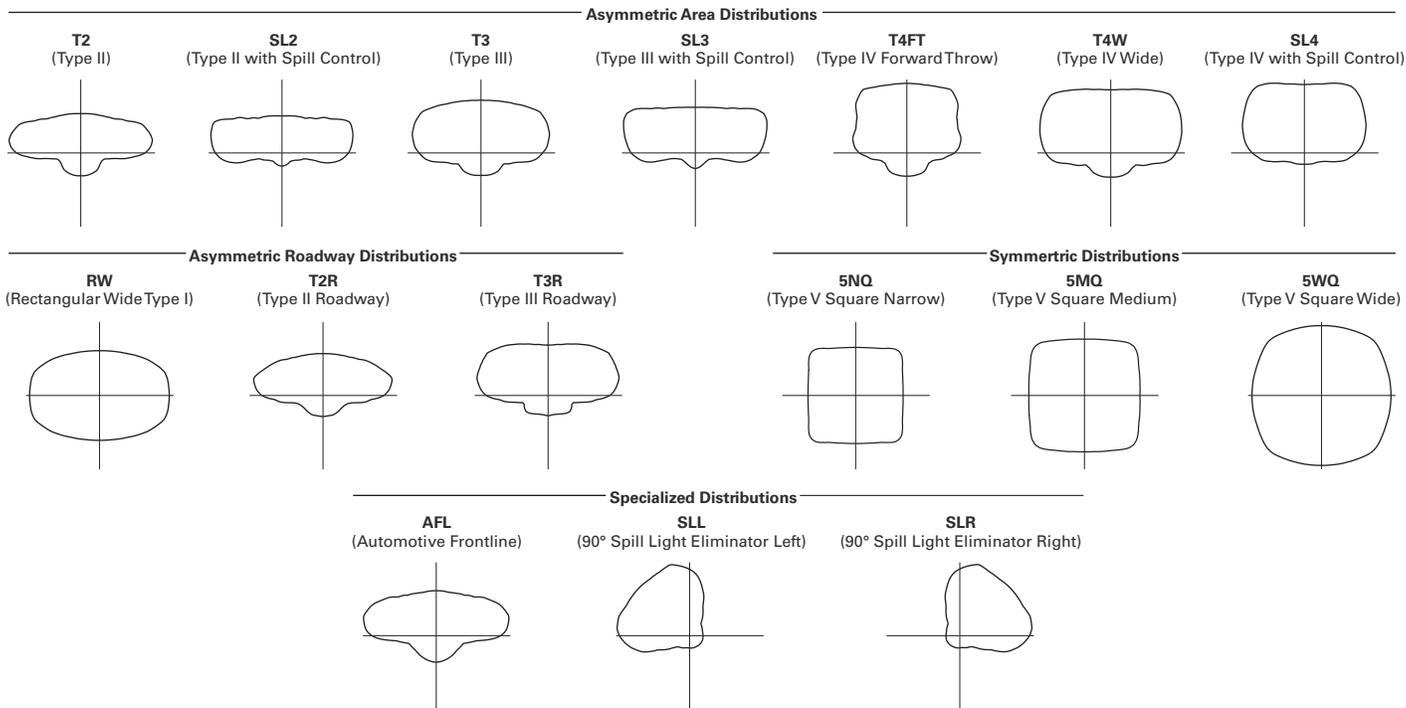 Asymmetric Area Distributions
T2
(Type II)
SL2
(Type II with Spill Control)
T3
(Type III)
SL3
(Type III with Spill Control)
T4FT
(Type IV Forward Throw)
T4W
(Type IV Wide)
SL4
(Type IV with Spill Control)
Asymmetric Roadway Distributions
RW
(Rectangular Wide Type I)
T2R
(Type II Roadway)
T3R
(Type III Roadway)
Symmertric Distributions
5NQ
(Type V Square Narrow)
5MQ
(Type V Square Medium)
5WQ
(Type V Square Wide)
Specialized Distributions
AFL
(Automotive Frontline)
SLL
(90° Spill Light Eliminator Left)
SLR
(90° Spill Light Eliminator Right)